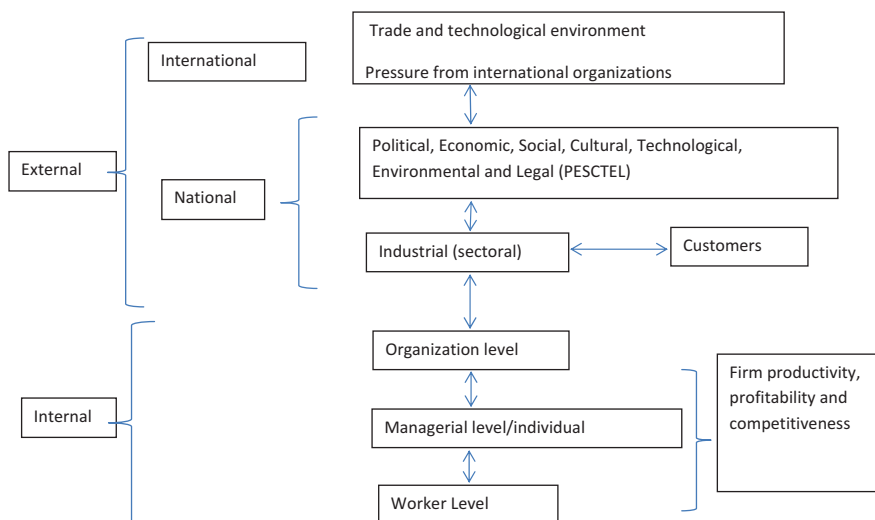 Trade and technological environment
International
Pressure from international organizations
Political, Economic, Social, Cultural, Technological,
Environmental and Legal (PESCTEL)
External
National
Industrial (sectoral)
Customers
Organization level
Firm productivity,
profitability and
competitiveness
Internal
Managerial level/individual
Worker Level